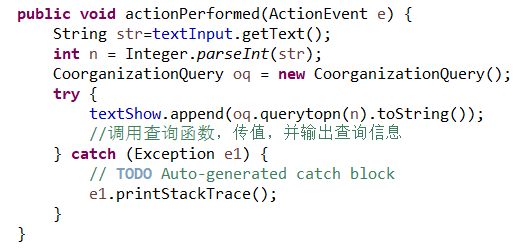 public void actionPerformed(ActionEvent e) {
String str=textInput.getText();
int n = Integer.parseInt(str);
CoorganizationQuery oq = new CoorganizationQuery();
try {
textShow.append(oq.querytopn(n).toString());
//调用查询函数，传值，并输出查询信息
} catch (Exception e1) {
// TODO Auto-generated catch block
e1.printStackTrace();
}
}